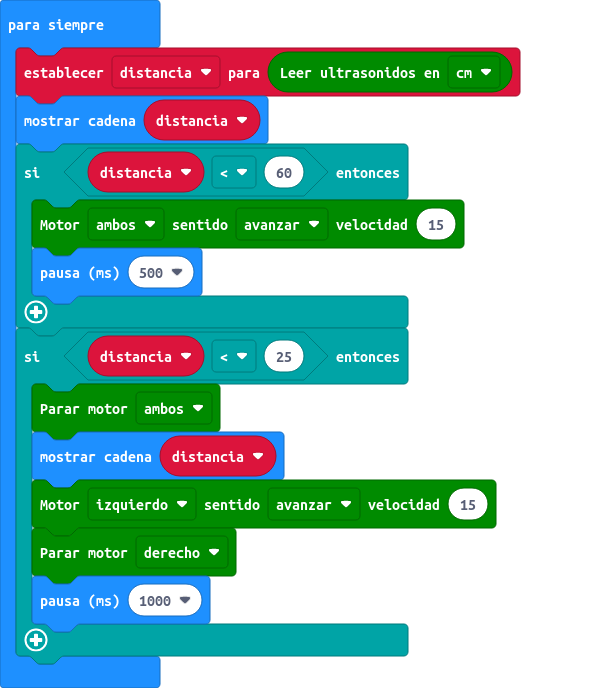 para siempre
establecer distancia para Leer ultrasonidos en cm
mostrar cadena distancia
si distancia < 60 entonces
Motor ambos sentido avanzar velocidad 15
pausa (ms) 500
si distancia < 25 entonces
Parar motor ambos
mostrar cadena distancia
Motor izquierdo sentido avanzar velocidad 15
Parar motor derecho
pausa (ms) 1000